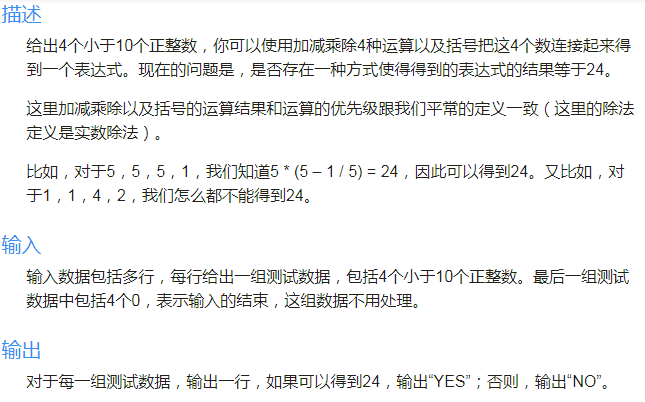 描述
给出4个小于10个正整数，你可以使用加减乘除4种运算以及括号把这4个数连接起来得
到一个表达式。现在的问题是，是否存在一种方式使得得到的表达式的结果等于24。
这里加减乘除以及括号的运算结果和运算的优先级跟我们平常的定义一致（这里的除法
定义是实数除法）。
比如，对于5，5，5，1，我们知道5 * (5 – 1 / 5) = 24，因此可以得到24。又比如，对
于1，1，4，2，我们怎么都不能得到24。
输入
输入数据包括多行，每行给出一组测试数据，包括4个小于10个正整数。最后一组测试
数据中包括4个0，表示输入的结束，这组数据不用处理。
输出
对于每一组测试数据，输出一行，如果可以得到24，输出“YES”；否则，输出“NO”。